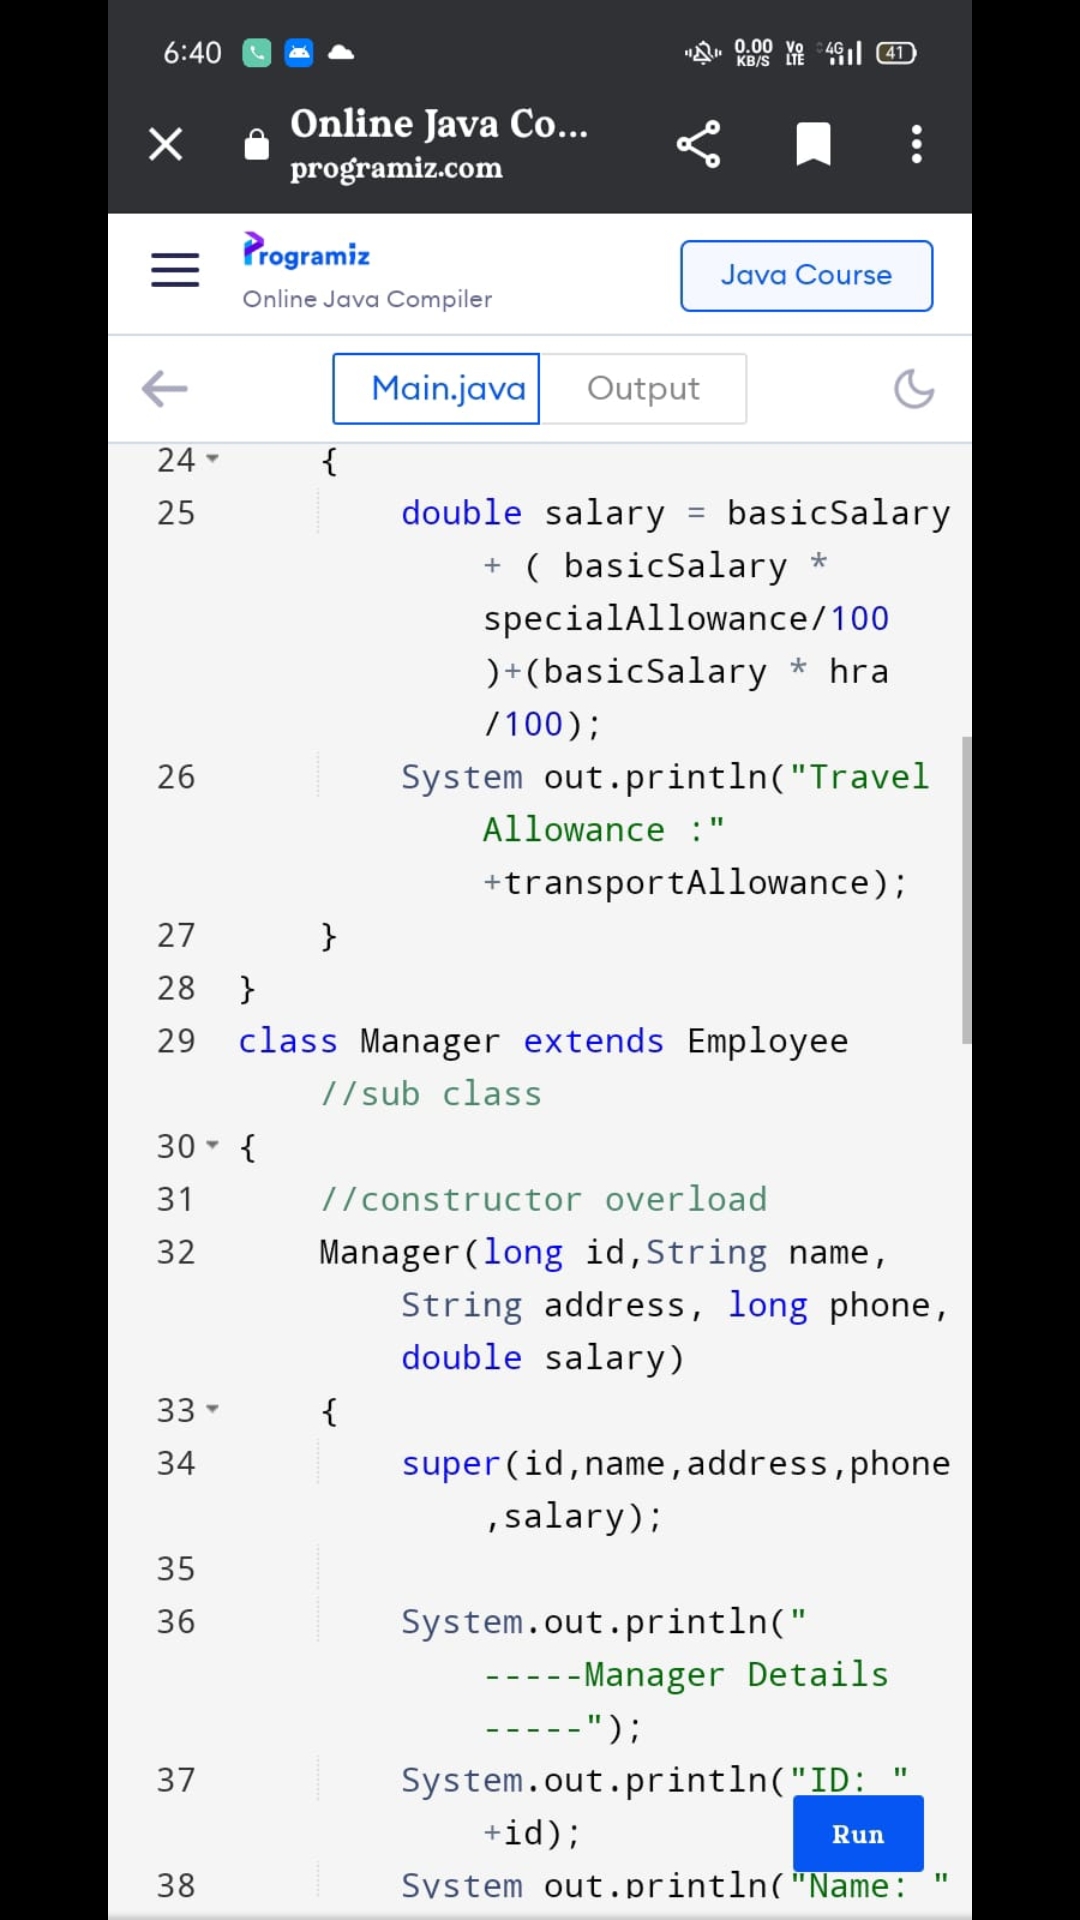 6:40 0.00 KB/S Vo LTE 4G 41
Online Java Co...
programiz.com
Programiz
Online Java Compiler
Java Course
Main.java Output
24 {
25 double salary = basicSalary
+ ( basicSalary *
specialAllowance/100
)+(basicSalary * hra
/100);
26 System out.println("Travel
Allowance :"
+transportAllowance);
27 }
28 }
29 class Manager extends Employee
//sub class
30 {
31 //constructor overload
32 Manager(long id,String name,
String address, long phone,
double salary)
33 {
34 super(id,name,address,phone
,salary);
35
36 System.out.println("
-----Manager Details
-----");
37 System.out.println("ID: "
+id);
Run
38 System out.println("Name: "